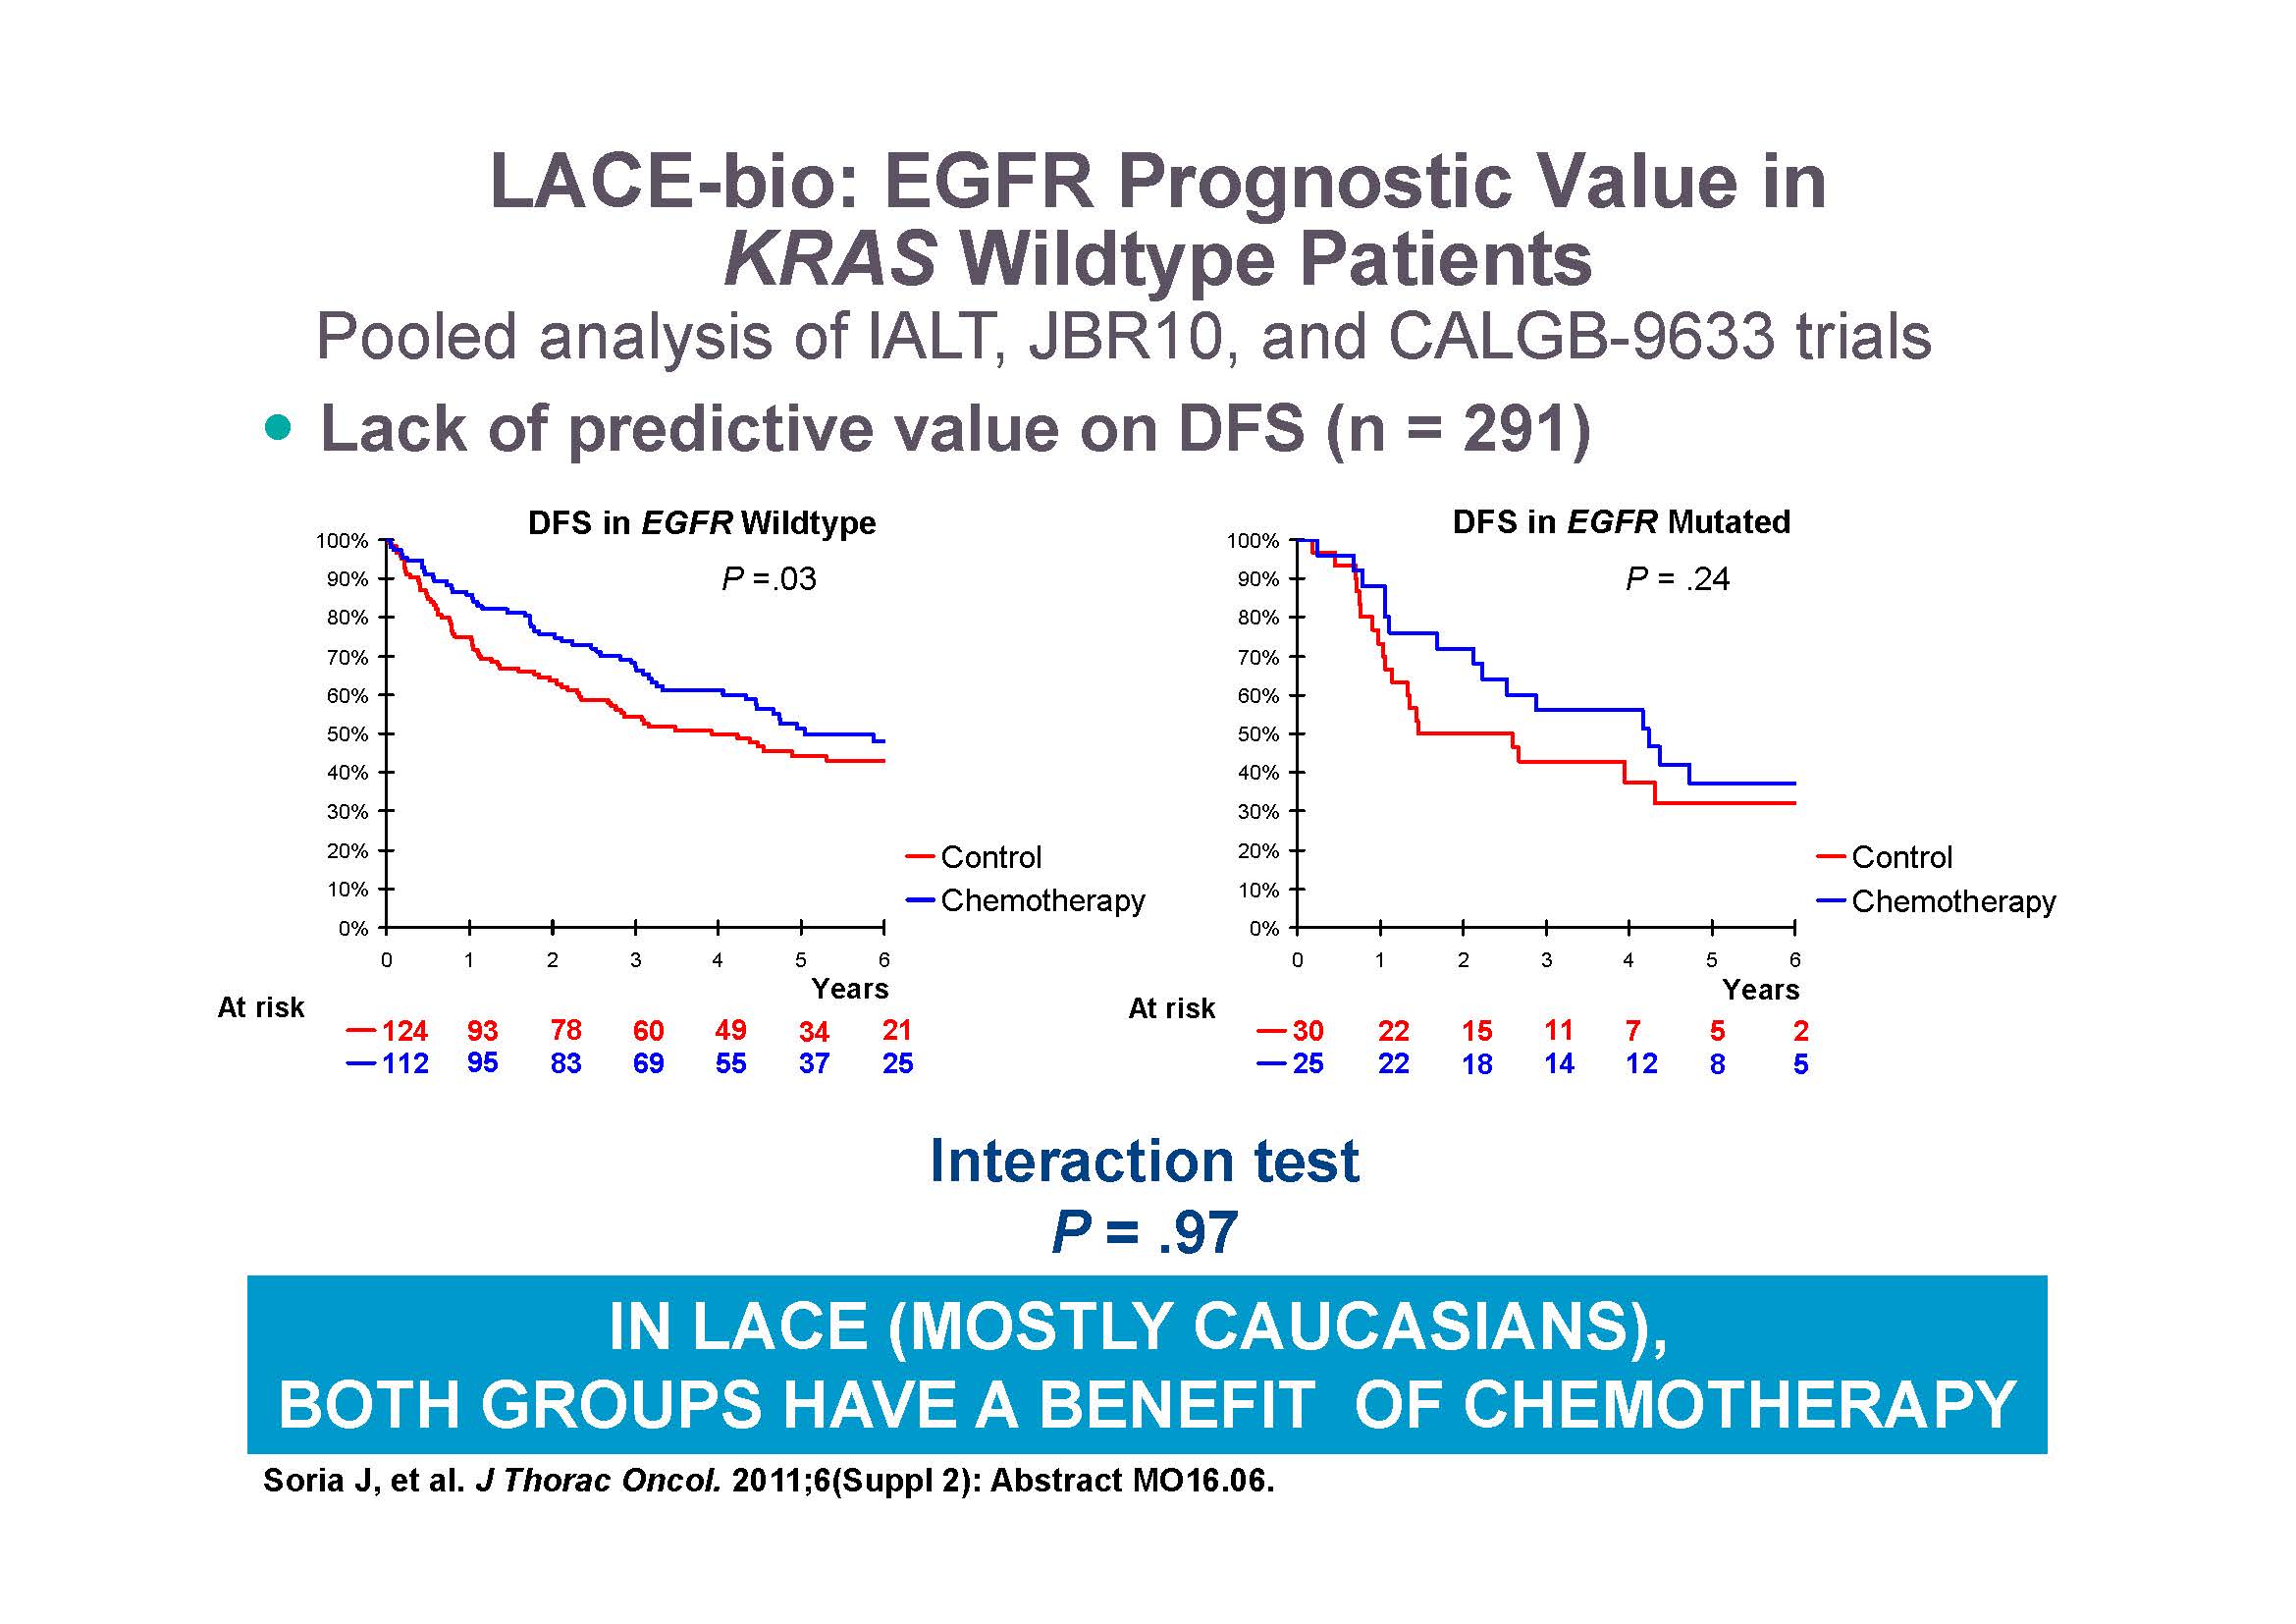 LACE-bio: EGFR Prognostic Value in
KRAS Wildtype Patients
Pooled analysis of IALT, JBR10, and CALGB-9633 trials
• Lack of predictive value on DFS (n = 291)
DFS in EGFR Wildtype
P =.03
100%
90%
80%
70%
60%
50%
40%
30%
20%
10%
0%
0 1 2 3 4 5 6
Years
Control
Chemotherapy
At risk
124 93 78 60 49 34 21
112 95 83 69 55 37 25
DFS in EGFR Mutated
P = .24
100%
90%
80%
70%
60%
50%
40%
30%
20%
10%
0%
0 1 2 3 4 5 6
Years
Control
Chemotherapy
At risk
30 22 15 11 7 5 2
25 22 18 14 12 8 5
Interaction test
P = .97
IN LACE (MOSTLY CAUCASIANS),
BOTH GROUPS HAVE A BENEFIT OF CHEMOTHERAPY
Soria J, et al. J Thorac Oncol. 2011;6(Suppl 2): Abstract MO16.06.